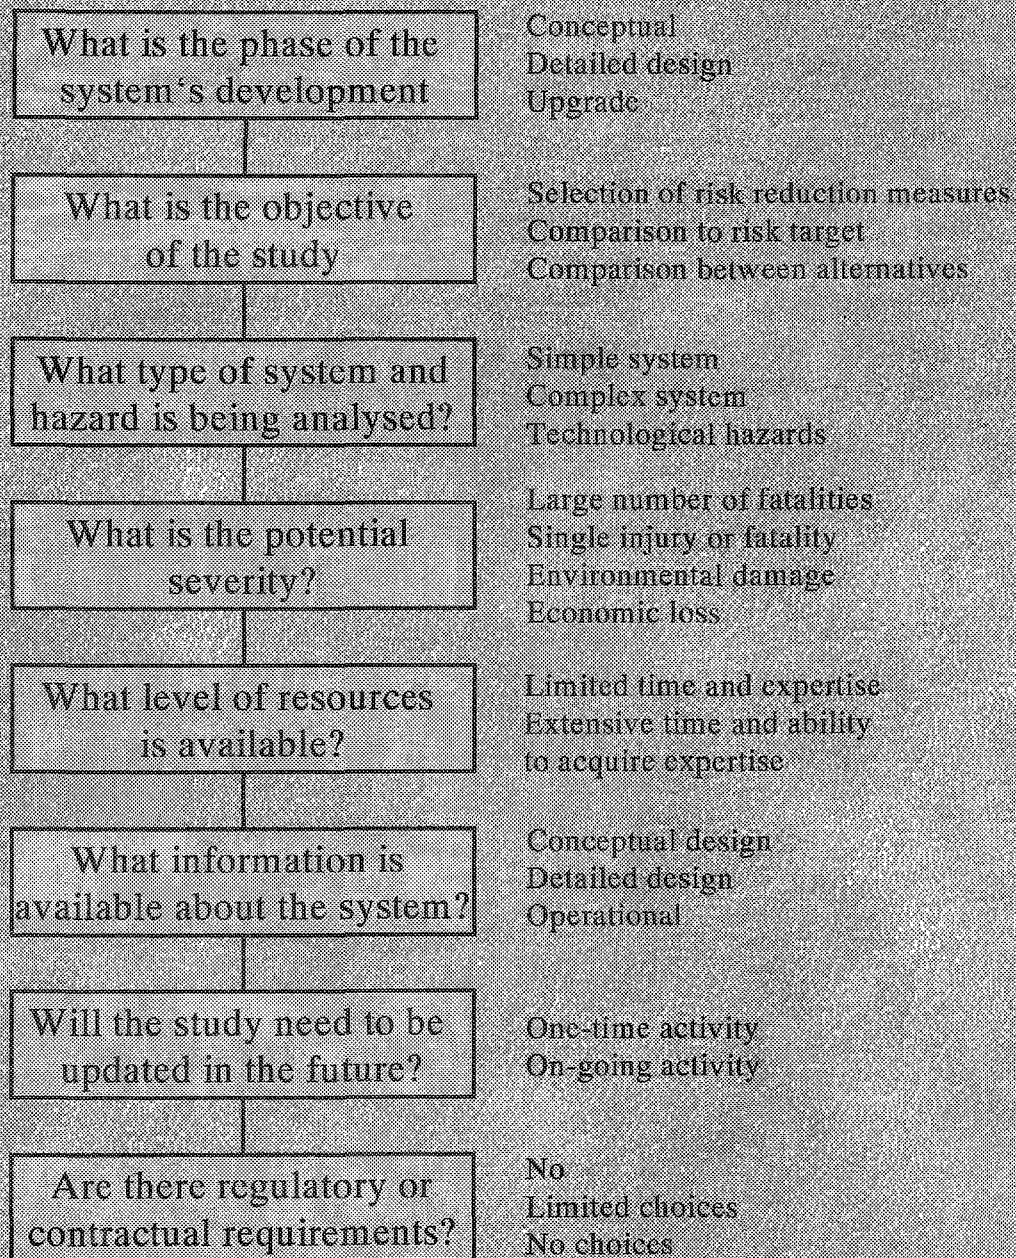 What is the phase of the
system‘s development
Conceptual
Detailed design
Upgrade
What is the objective
of the study
Selection of risk reduction measures
Comparison to risk target
Comparison between alternatives
What type of system and
hazard is being analysed?
Simple system
Complex system
Technological hazards
What is the potential
severity?
Large number of fatalities
Single injury or fatality
Environmental damage
Economic loss
What level of resources
is available?
Limited time and expertise
Extensive time and ability
to acquire expertise
What information is
available about the system?
Conceptual design
Detailed design
Operational
Will the study need to be
updated in the future?
One-time activity
On-going activity
Are there regulatory or
contractual requirements?
No
Limited choices
No choices